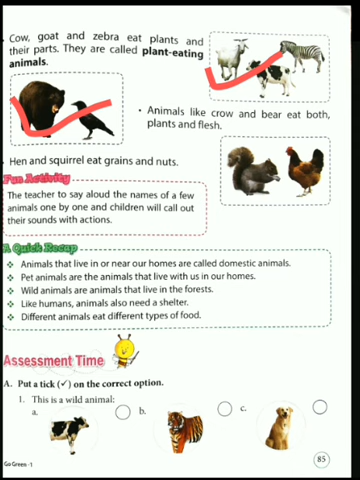 • Cow, goat and zebra eat plants and
their parts. They are called plant-eating
animals.
• Animals like crow and bear eat both,
plants and flesh.
• Hen and squirrel eat grains and nuts.
Fun Activity
The teacher to say aloud the names of a few
animals one by one and children will call out
their sounds with actions.
A Quick Recap
❖ Animals that live in or near our homes are called domestic animals.
❖ Pet animals are the animals that live with us in our homes.
❖ Wild animals are animals that live in the forests.
❖ Like humans, animals also need a shelter.
❖ Different animals eat different types of food.
Assessment Time
A. Put a tick (✓) on the correct option.
1. This is a wild animal:
a. b. c.
Go Green-1 85